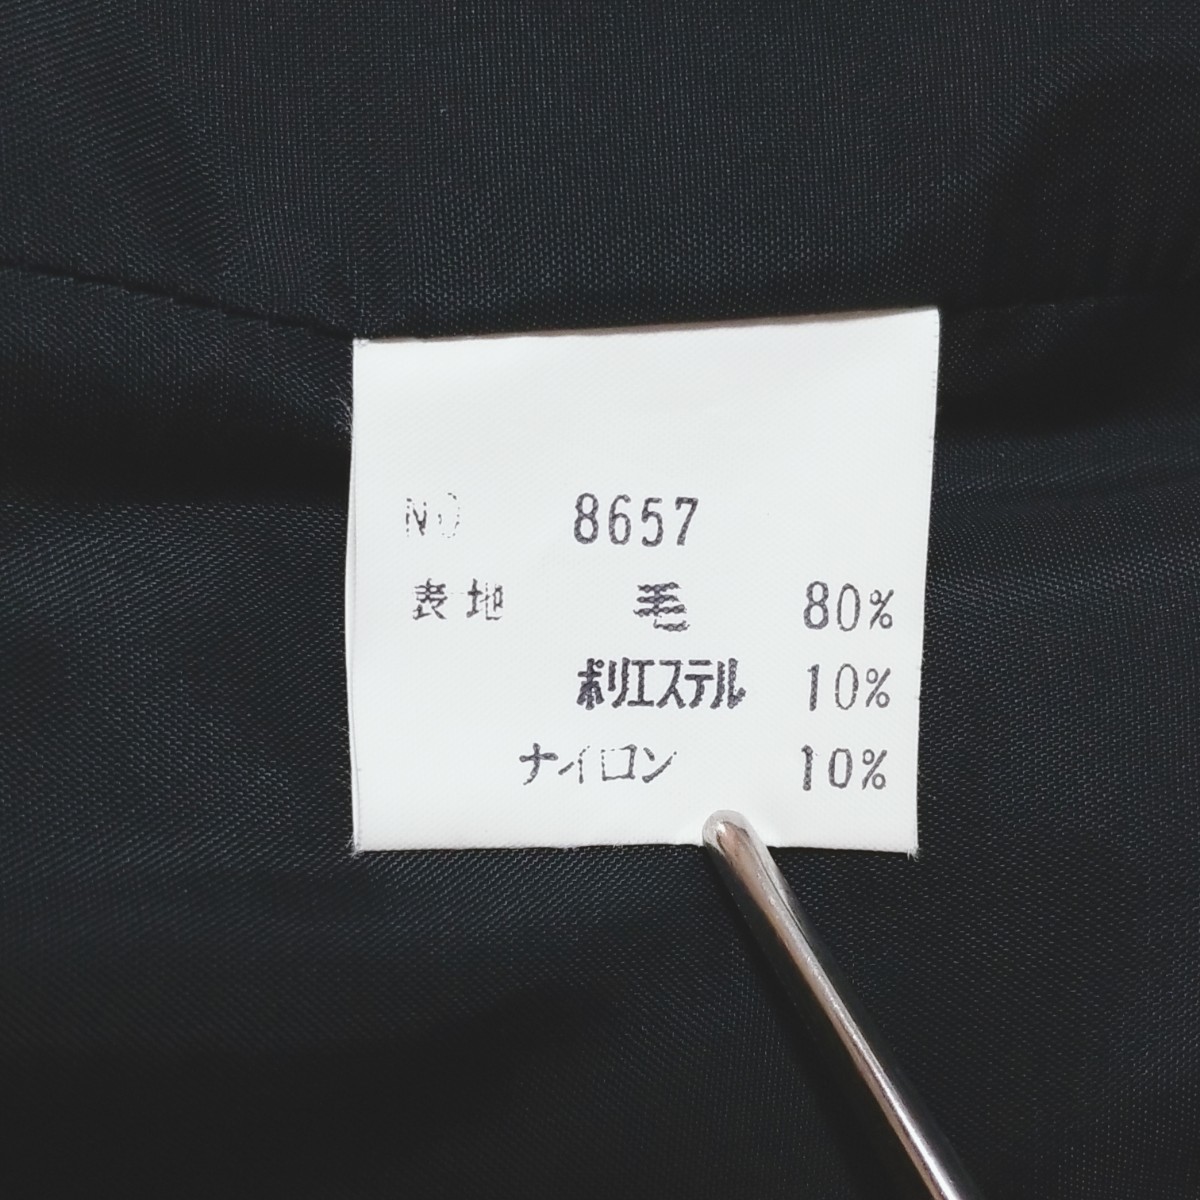 NO 8657
表地 毛 80%
ポリエステル 10%
ナイロン 10%